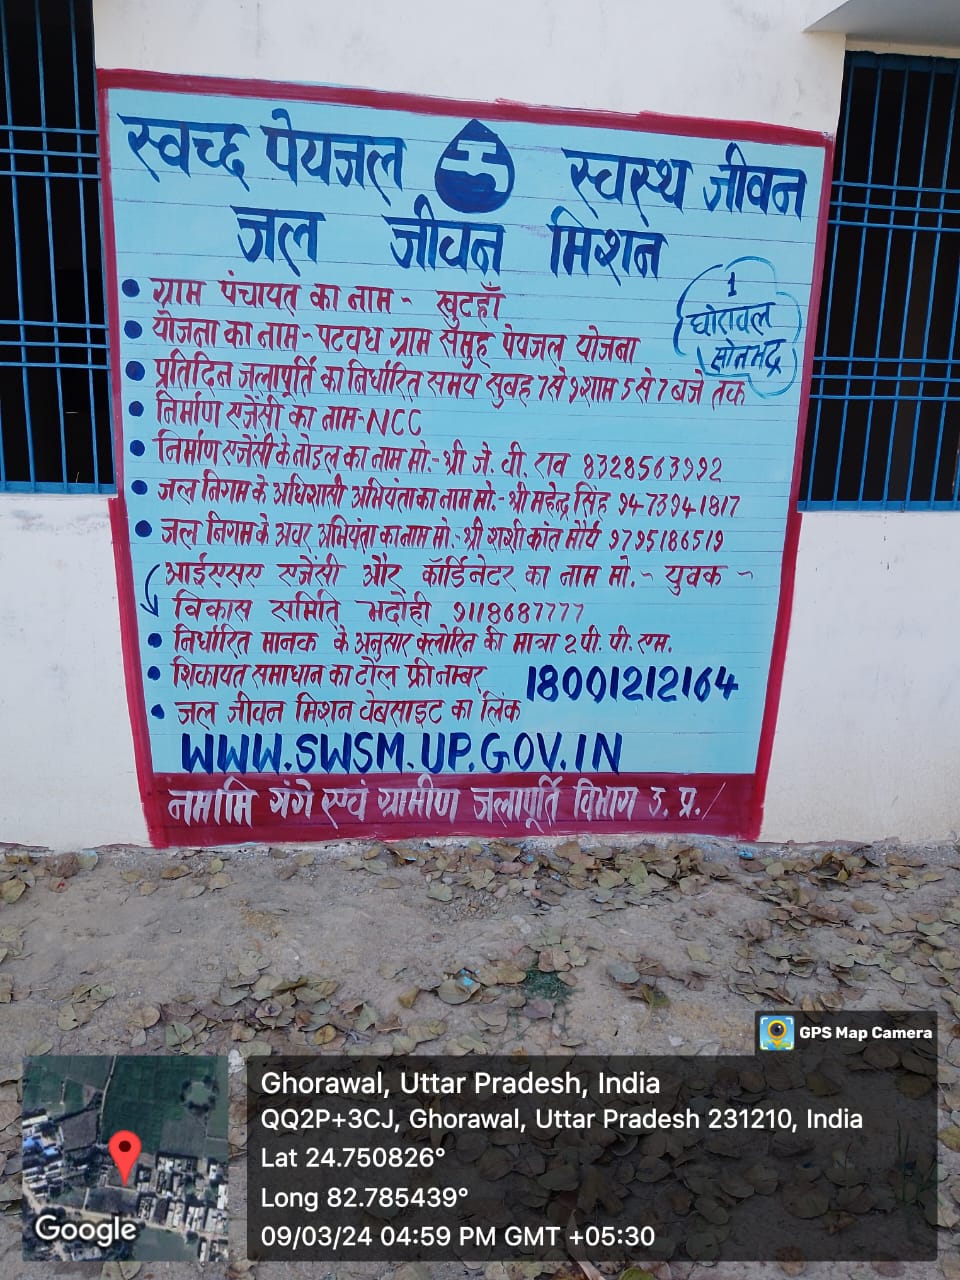 स्वच्छ पेयजल स्वस्थ जीवन
जल जीवन मिशन
1
घोरावल
सोनभद्र
• ग्राम पंचायत का नाम - खुटहाँ
• योजना का नाम - पटवध ग्राम समुह पेयजल योजना
• प्रतिदिन जलापूर्ति का निर्धारित समय सुबह 7 से 9 शाम 5 से 7 बजे तक
• निर्माण एजेंसी का नाम - NCC
• निर्माण एजेंसी के नोडल का नाम मो.- श्री जे. वी. राव 8328563992
• जल निगम के अधिशासी अभियंता का नाम मो.- श्री महेन्द्र सिंह 9473941817
• जल निगम के अवर अभियंता का नाम मो.- श्री शशी कांत मौर्य 9795186519
आईएसए एजेंसी और कॉर्डिनेटर का नाम मो. - युवक -
विकास समिति भदोही 9118687777
• निर्धारित मानक के अनुसार क्लोरिन की मात्रा 2 पी. पी. एम.
• शिकायत समाधान का टोल फ्री नम्बर 18001212164
• जल जीवन मिशन वेबसाइट का लिंक
WWW.SWSM.UP.GOV.IN
नमामि गंगे एवं ग्रामीण जलापूर्ति विभाग उ. प्र. /
GPS Map Camera
Ghorawal, Uttar Pradesh, India
QQ2P+3CJ, Ghorawal, Uttar Pradesh 231210, India
Lat 24.750826°
Long 82.785439°
09/03/24 04:59 PM GMT +05:30
Google